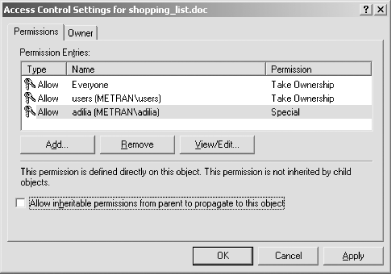 Access Control Settings for shopping_list.doc
Permissions Owner
Permission Entries:
Type Name Permission
Allow Everyone Take Ownership
Allow users (METRAN\users) Take Ownership
Allow adilia (METRAN\adilia) Special
Add... Remove View/Edit...
This permission is defined directly on this object. This permission is not inherited by child
objects.
Allow inheritable permissions from parent to propagate to this object
OK Cancel Apply